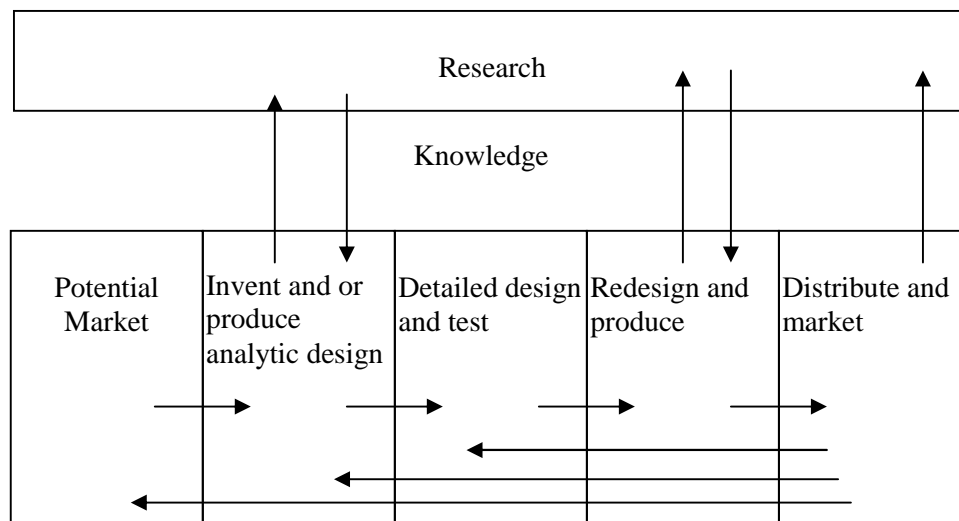 Research
Knowledge
Potential
Market
Invent and or
produce
analytic design
Detailed design
and test
Redesign and
produce
Distribute and
market